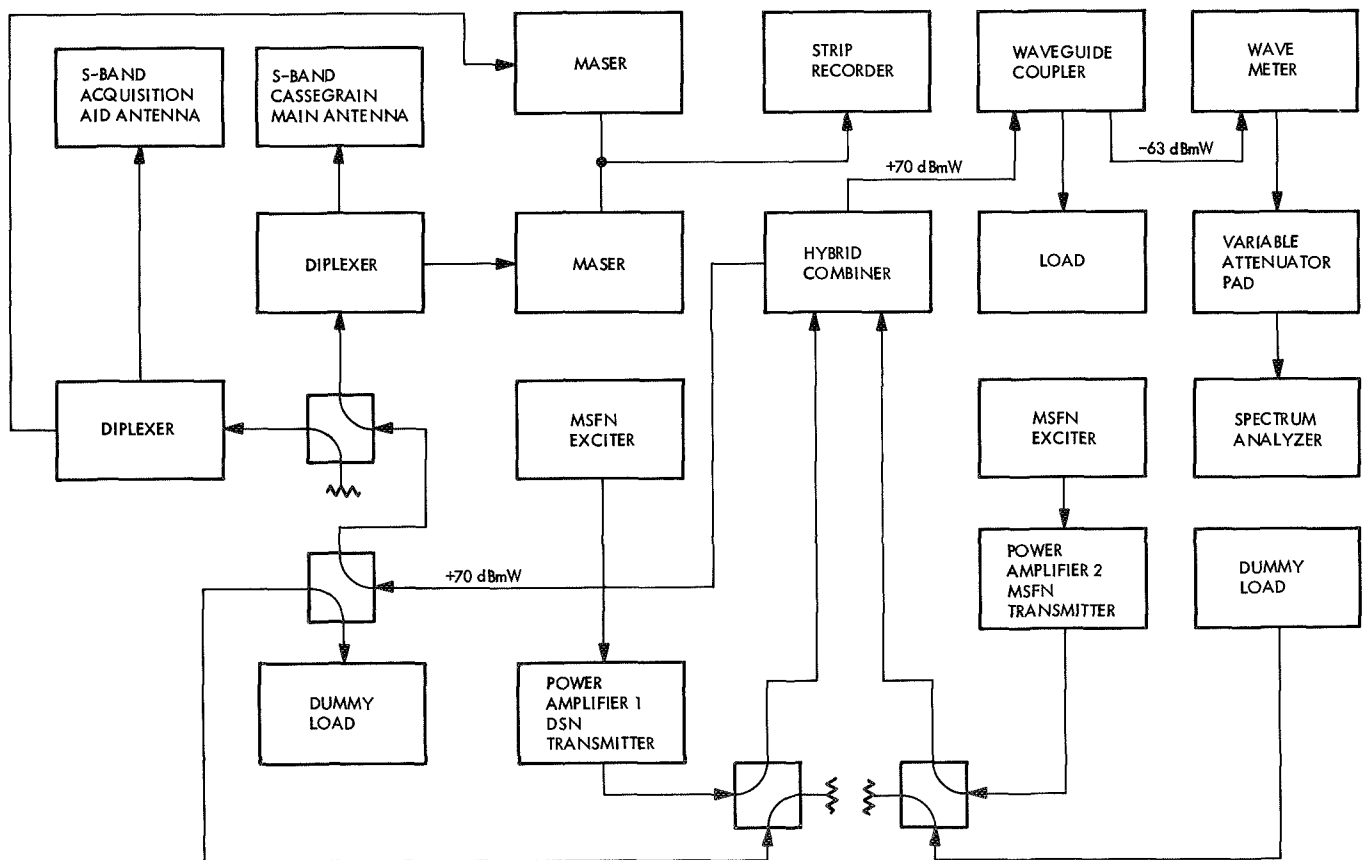 S-BAND
ACQUISITION
AID ANTENNA
S-BAND
CASSEGRAIN
MAIN ANTENNA
MASER
STRIP
RECORDER
WAVEGUIDE
COUPLER
WAVE
METER
+70 dBmW
-63 dBmW
DIPLEXER
MASER
HYBRID
COMBINER
LOAD
VARIABLE
ATTENUATOR
PAD
DIPLEXER
MSFN
EXCITER
MSFN
EXCITER
SPECTRUM
ANALYZER
+70 dBmW
POWER
AMPLIFIER 2
MSFN
TRANSMITTER
DUMMY
LOAD
DUMMY
LOAD
POWER
AMPLIFIER 1
DSN
TRANSMITTER